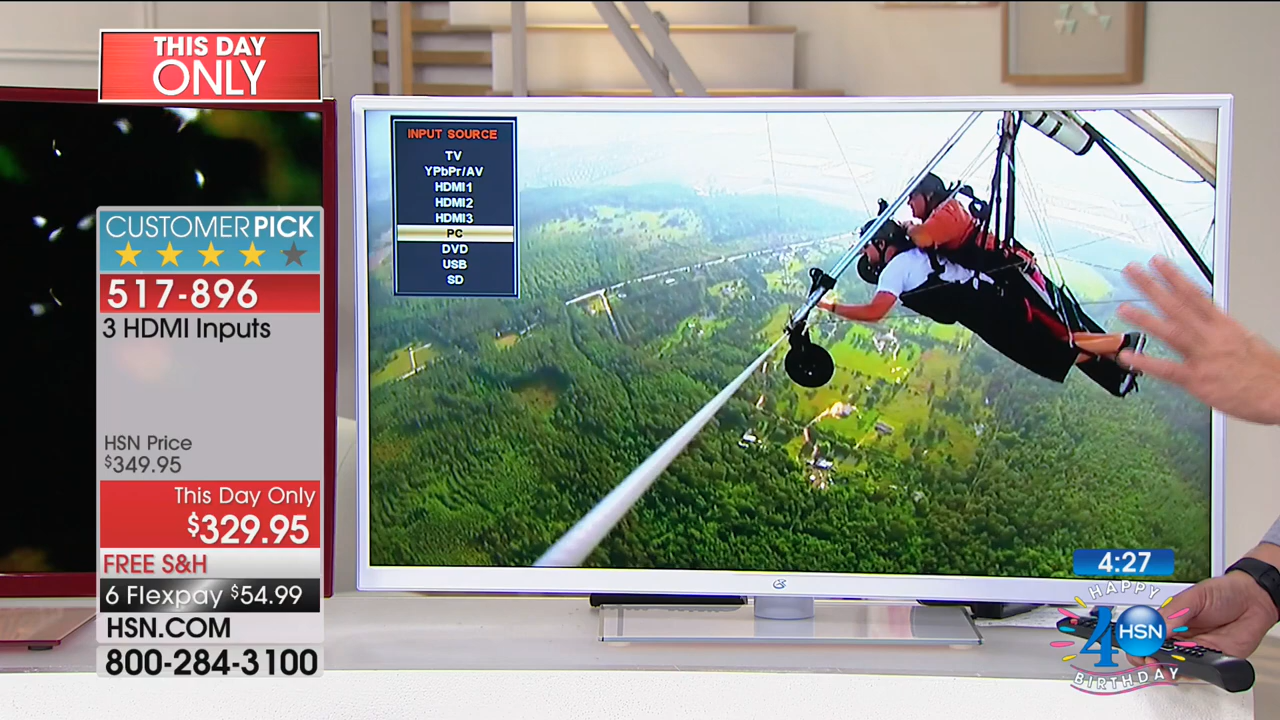 THIS DAY
ONLY
CUSTOMER PICK
517-896
3 HDMI Inputs
HSN Price
$349.95
This Day Only
$329.95
FREE S&H
6 Flexpay $54.99
HSN.COM
800-284-3100
INPUT SOURCE
TV
YPbPr/AV
HDMI1
HDMI2
HDMI3
PC
DVD
USB
SD
4:27
HAPPY
40 HSN
BIRTHDAY